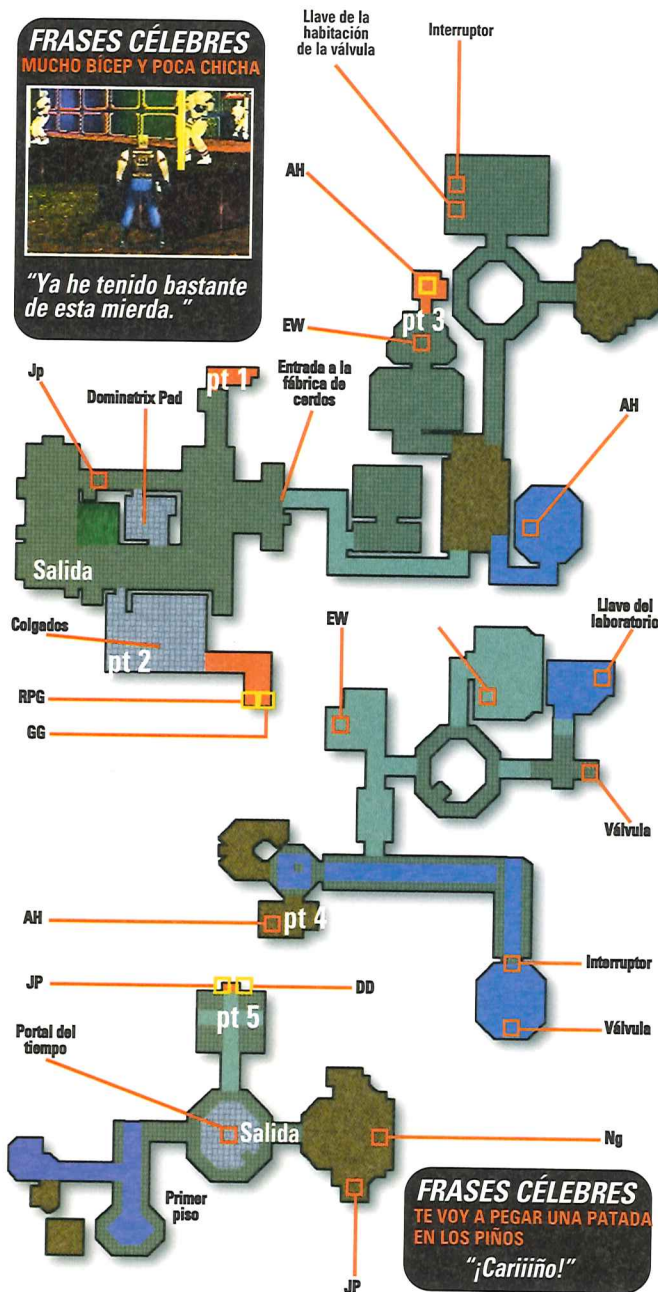 FRASES CÉLEBRES
MUCHO BÍCEP Y POCA CHICHA
"Ya he tenido bastante
de esta mierda. "
Llave de la
habitación
de la válvula
Interruptor
AH
EW
pt 3
Jp
Dominatrix Pad
pt 1
Entrada a la
fábrica de
cerdos
AH
Salida
Colgados
pt 2
RPG
GG
EW
Llave del
laboratorio
Válvula
AH
pt 4
Interruptor
Válvula
JP
DD
pt 5
Portal del
tiempo
Salida
Ng
Primer
piso
JP
FRASES CÉLEBRES
TE VOY A PEGAR UNA PATADA
EN LOS PIÑOS
"¡Cariiiño!"